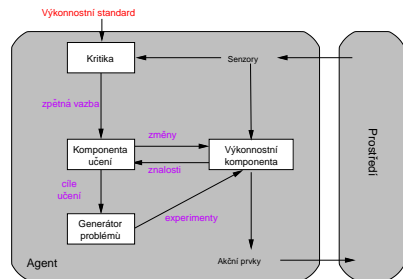 Výkonnostní standard
Kritika
Senzory
zpětná vazba
Komponenta
učení
změny
znalosti
Výkonnostní
komponenta
Prostředí
cíle
učení
Generátor
problémù
experimenty
Agent
Akční prvky